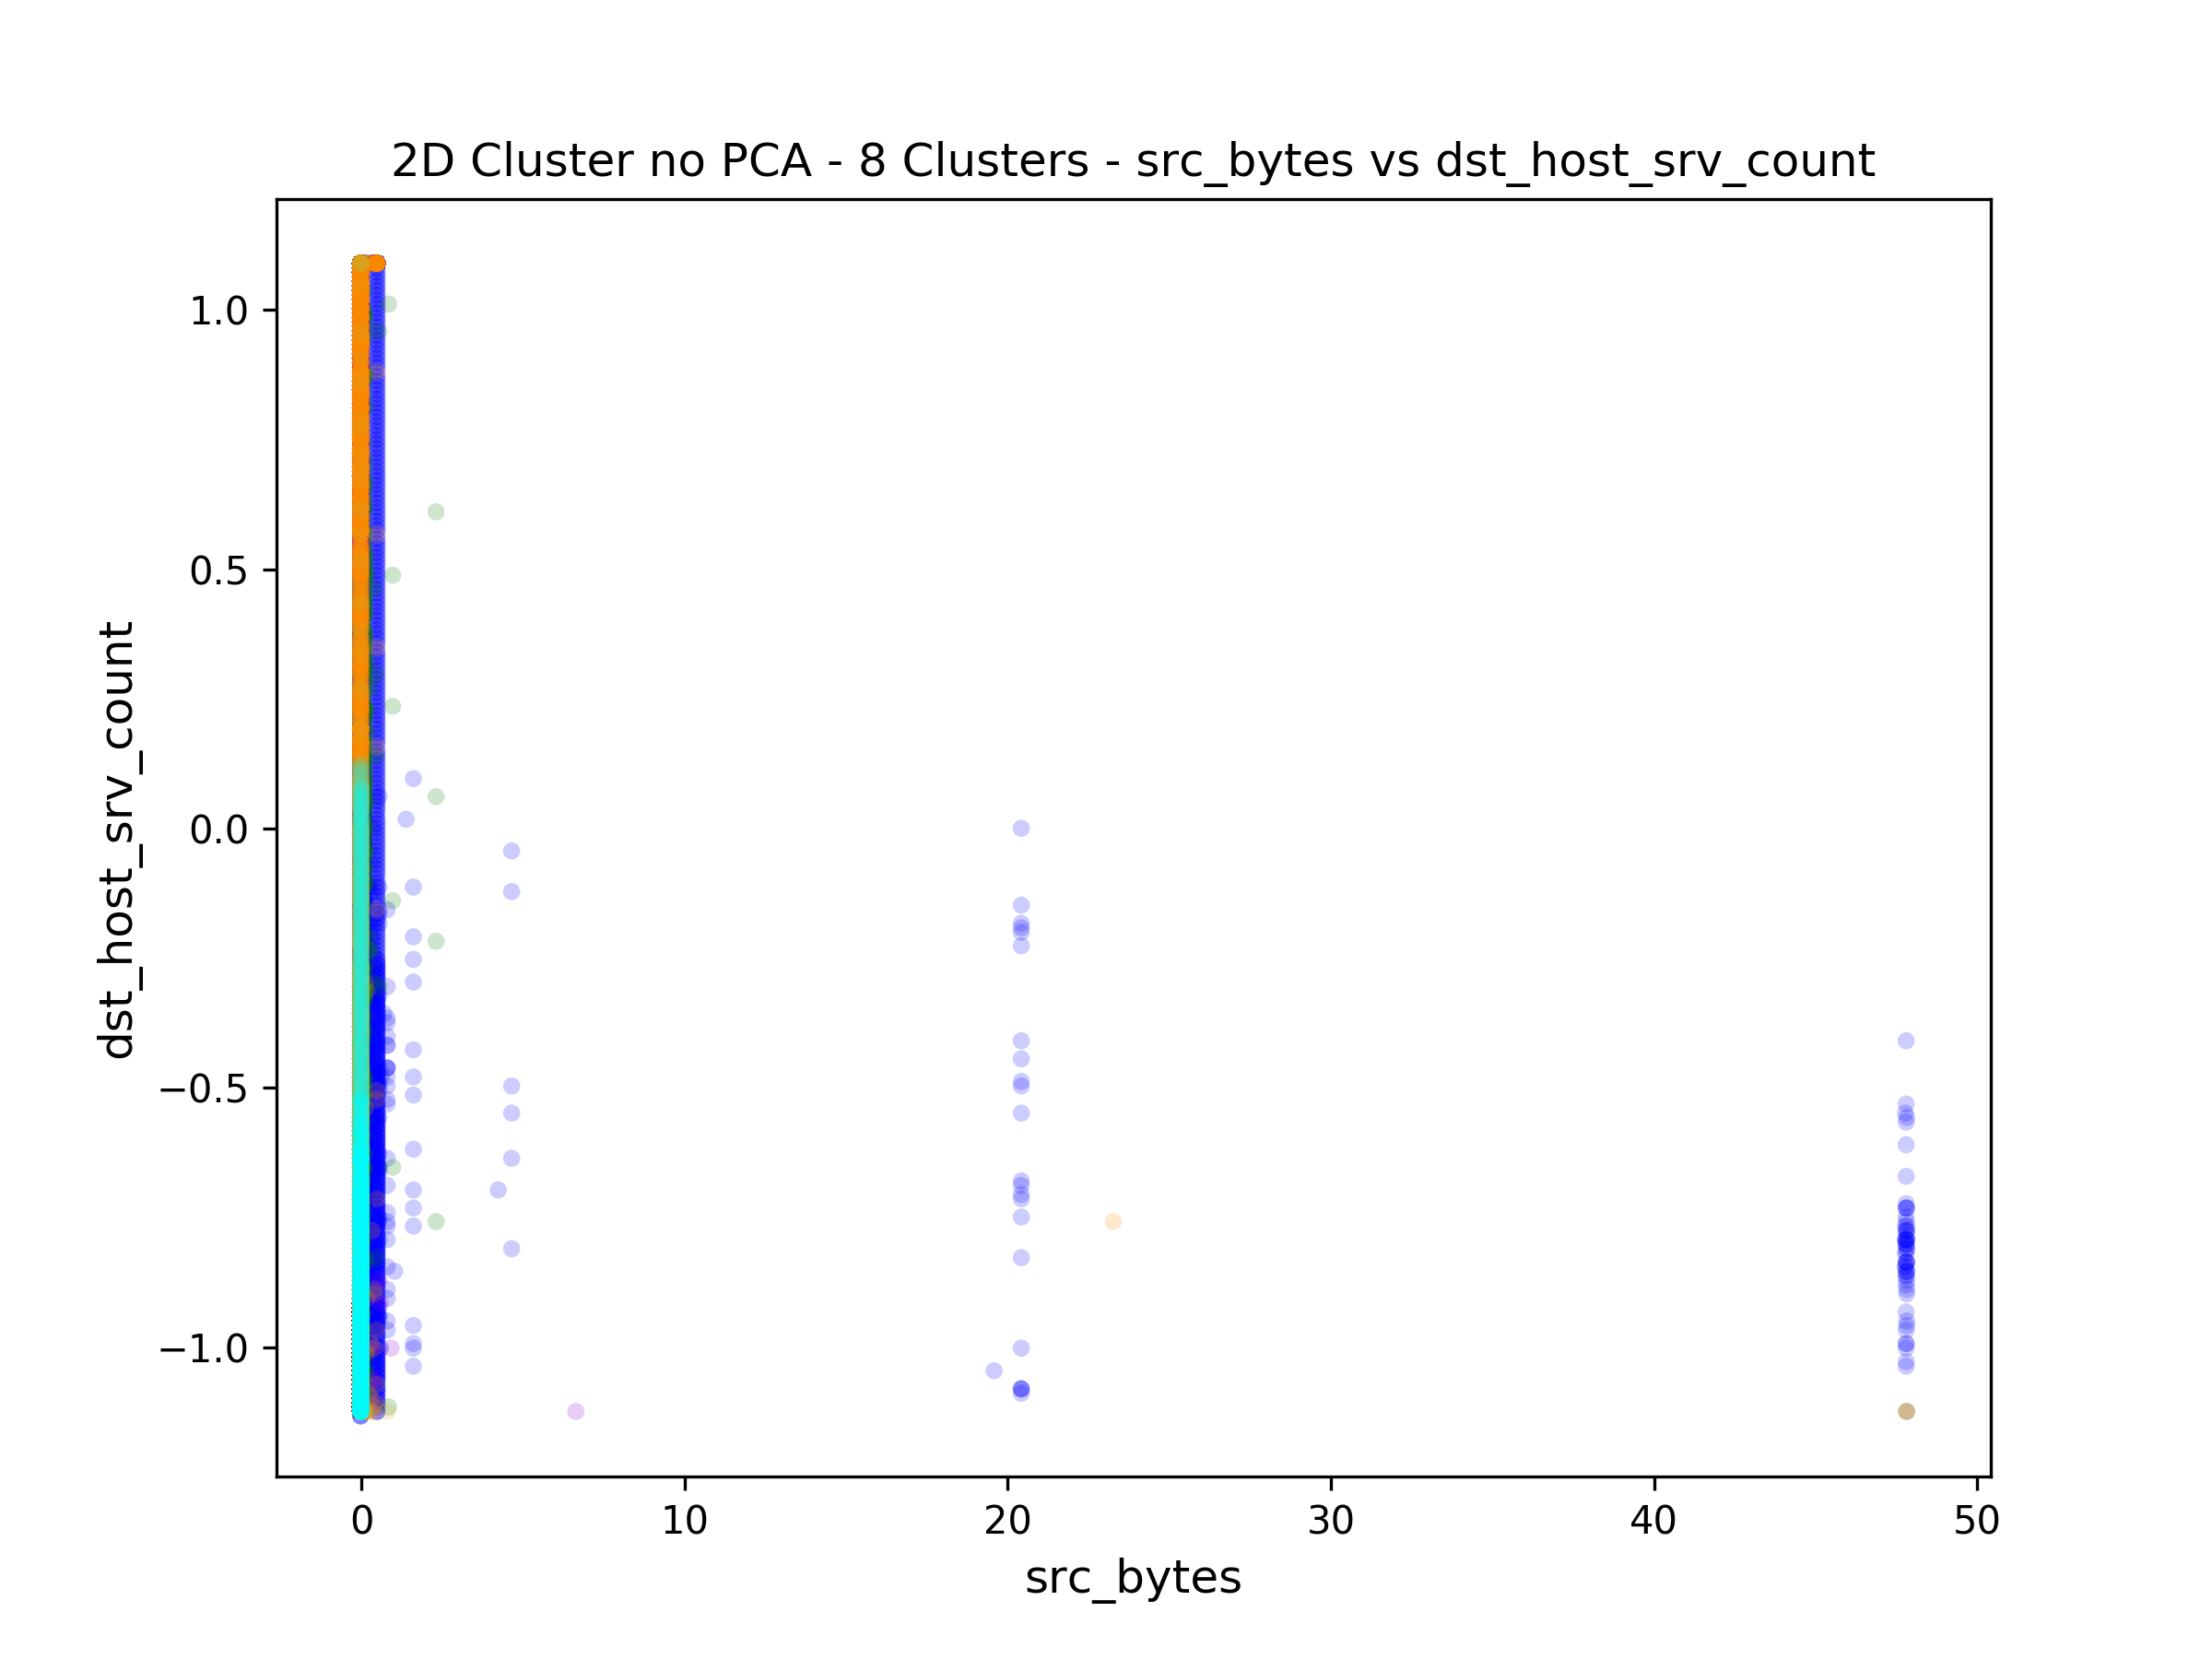 2D Cluster no PCA - 8 Clusters - src_bytes vs dst_host_srv_count
1.0
0.5
0.0
−0.5
−1.0
dst_host_srv_count
0 10 20 30 40 50
src_bytes